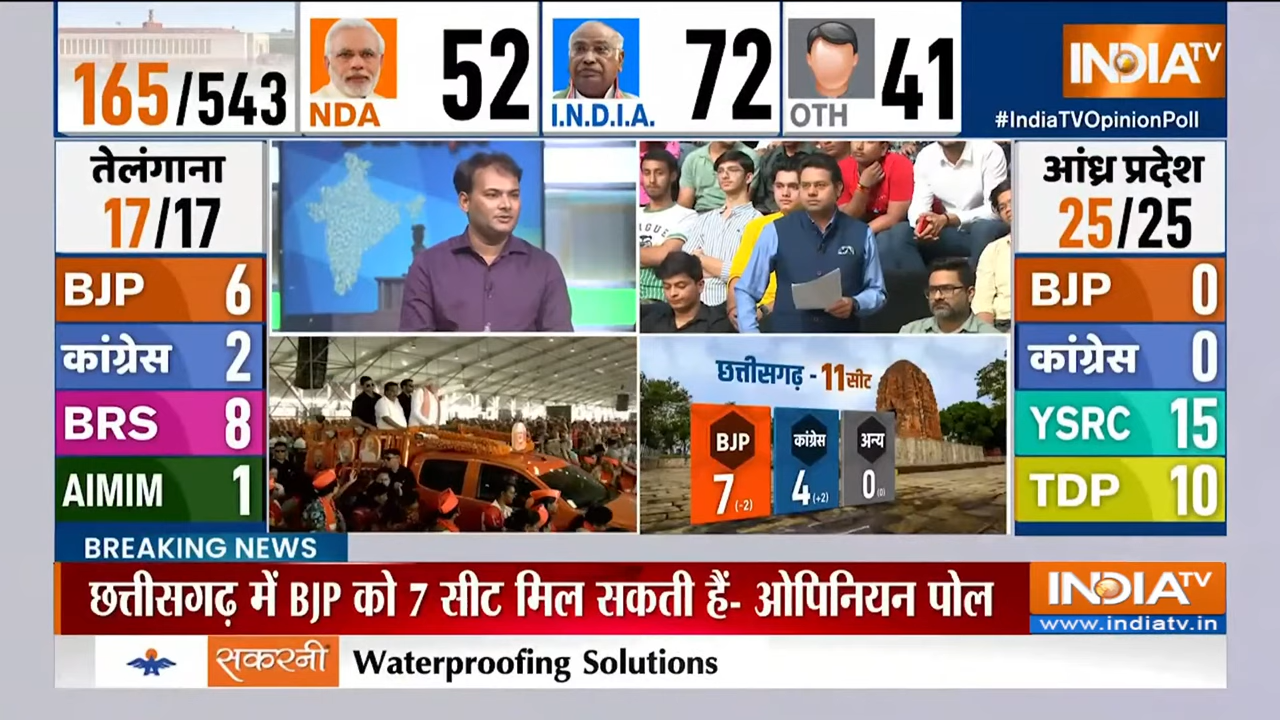 165/543
NDA 52
I.N.D.I.A. 72
OTH 41
INDIA TV
#IndiaTVOpinionPoll
तेलंगाना
17/17
BJP 6
कांग्रेस 2
BRS 8
AIMIM 1
छत्तीसगढ़ - 11 सीट
BJP
7 (-2)
कांग्रेस
4 (+2)
अन्य
0 (0)
आंध्र प्रदेश
25/25
BJP 0
कांग्रेस 0
YSRC 15
TDP 10
BREAKING NEWS
छत्तीसगढ़ में BJP को 7 सीट मिल सकती हैं- ओपिनियन पोल
INDIA TV
www.indiatv.in
सकरनी Waterproofing Solutions